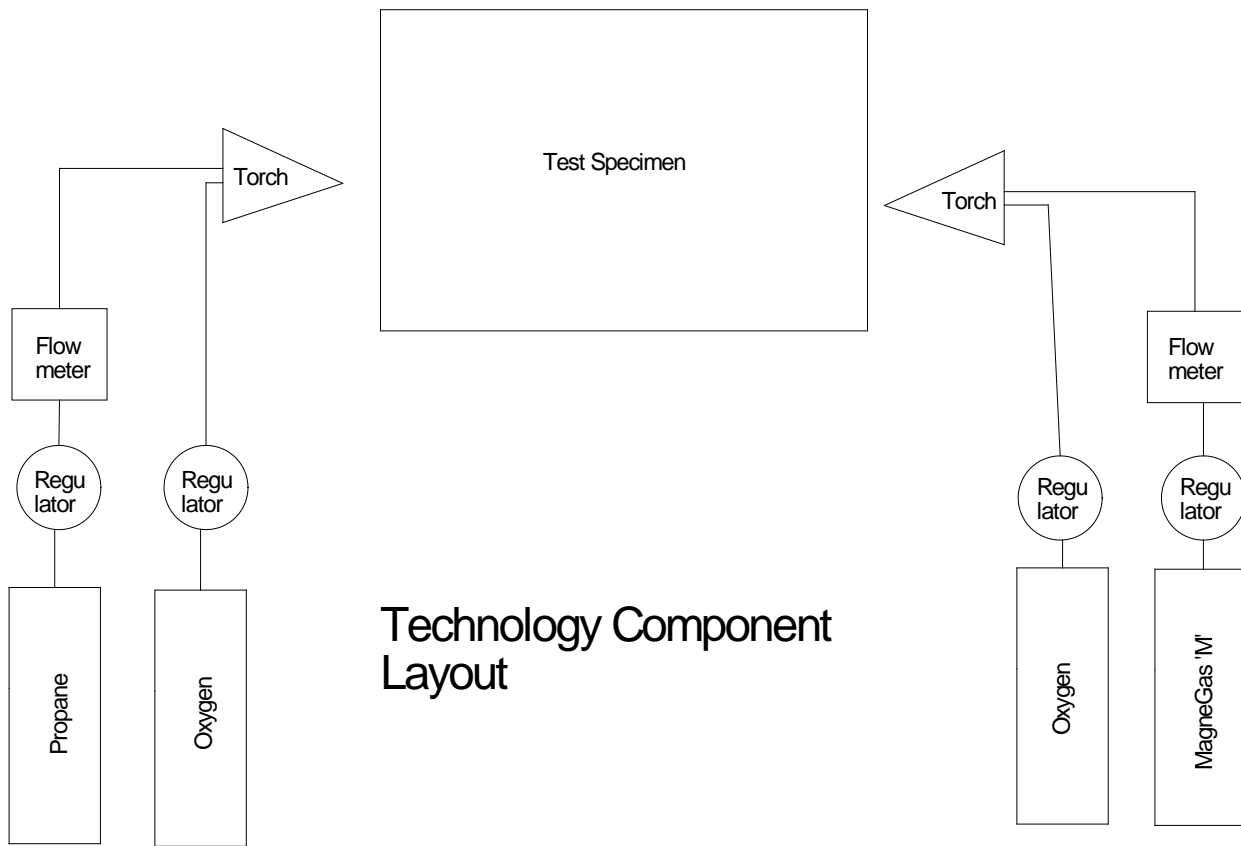 Test Specimen
Torch
Torch
Flow
meter
Flow
meter
Regu
lator
Regu
lator
Regu
lator
Regu
lator
Propane
Oxygen
Technology Component
Layout
Oxygen
MagneGas 'M'